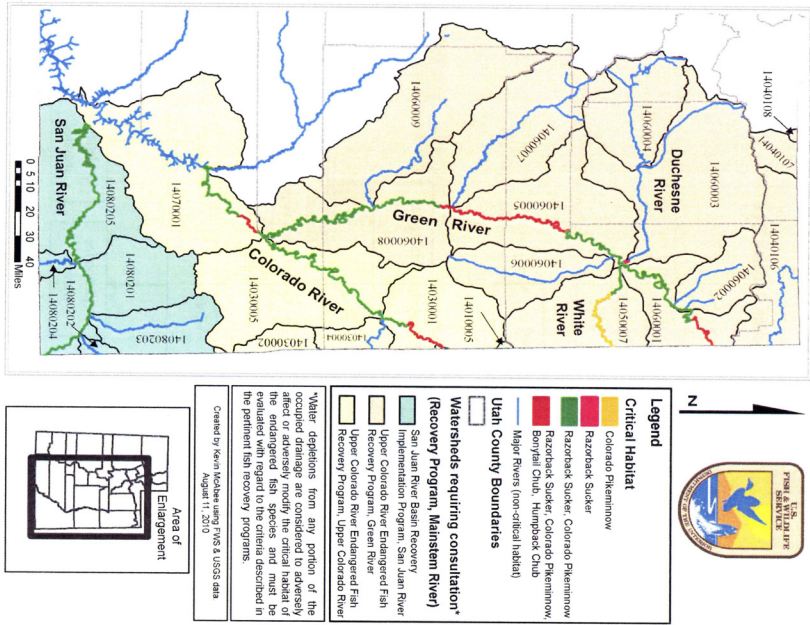 14040108
14040107
14060003
14040106
14060004
Duchesne
River
14060009
14060007
14060002
14060001
14060005
14050007
White
River
14060006
Green River
14060008
14010005
14030001
Colorado River
14070001
14030005
14030004
14030002
14080205
San Juan River
14080201
14080203
14080202
14080204
0 5 10 20 30 40
Miles
N
U.S.
FISH & WILDLIFE
SERVICE
DEPARTMENT OF THE INTERIOR
Legend
Critical Habitat
Colorado Pikeminnow
Razorback Sucker
Razorback Sucker, Colorado Pikeminnow
Razorback Sucker, Colorado Pikeminnow,
Bonytail Chub, Humpback Chub
Major Rivers (non-critical habitat)
Utah County Boundaries
Watersheds requiring consultation*
(Recovery Program, Mainstem River)
San Juan River Basin Recovery
Implementation Program, San Juan River
Upper Colorado River Endangered Fish
Recovery Program, Green River
Upper Colorado River Endangered Fish
Recovery Program, Upper Colorado River
*Water depletions from any portion of the
occupied drainage are considered to adversely
affect or adversely modify the critical habitat of
the endangered fish species and must be
evaluated with regard to the criteria described in
the pertinent fish recovery programs.
Created by Kevin McAbee using FWS & USGS data
August 11, 2010
Area of
Enlargement